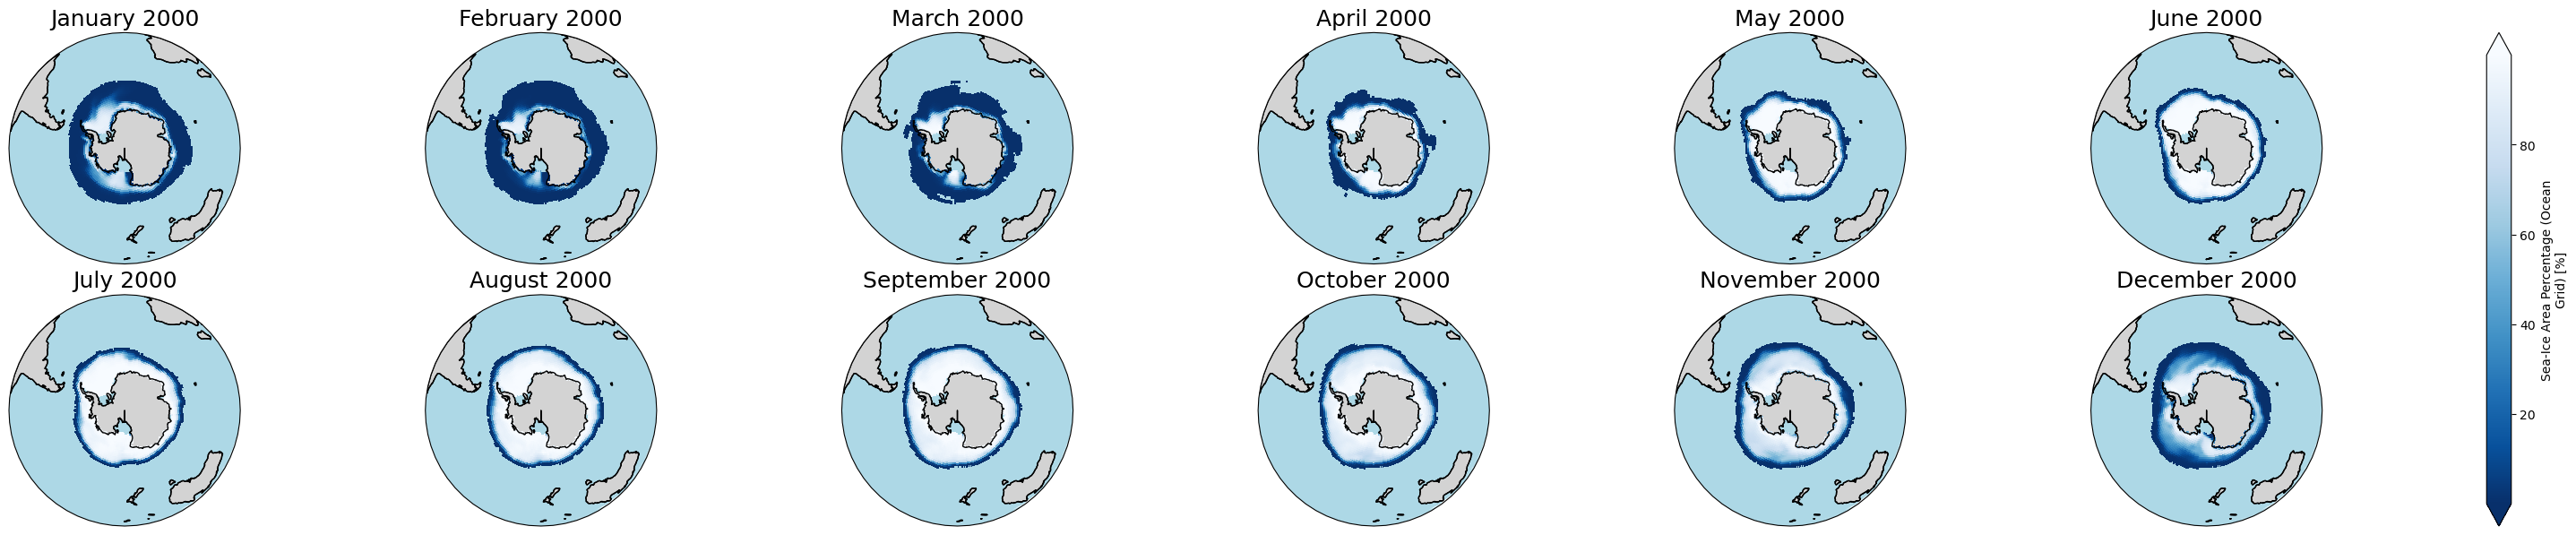 January 2000
February 2000
March 2000
April 2000
May 2000
June 2000
July 2000
August 2000
September 2000
October 2000
November 2000
December 2000
80
60
40
20
Sea-Ice Area Percentage (Ocean
Grid) [%]